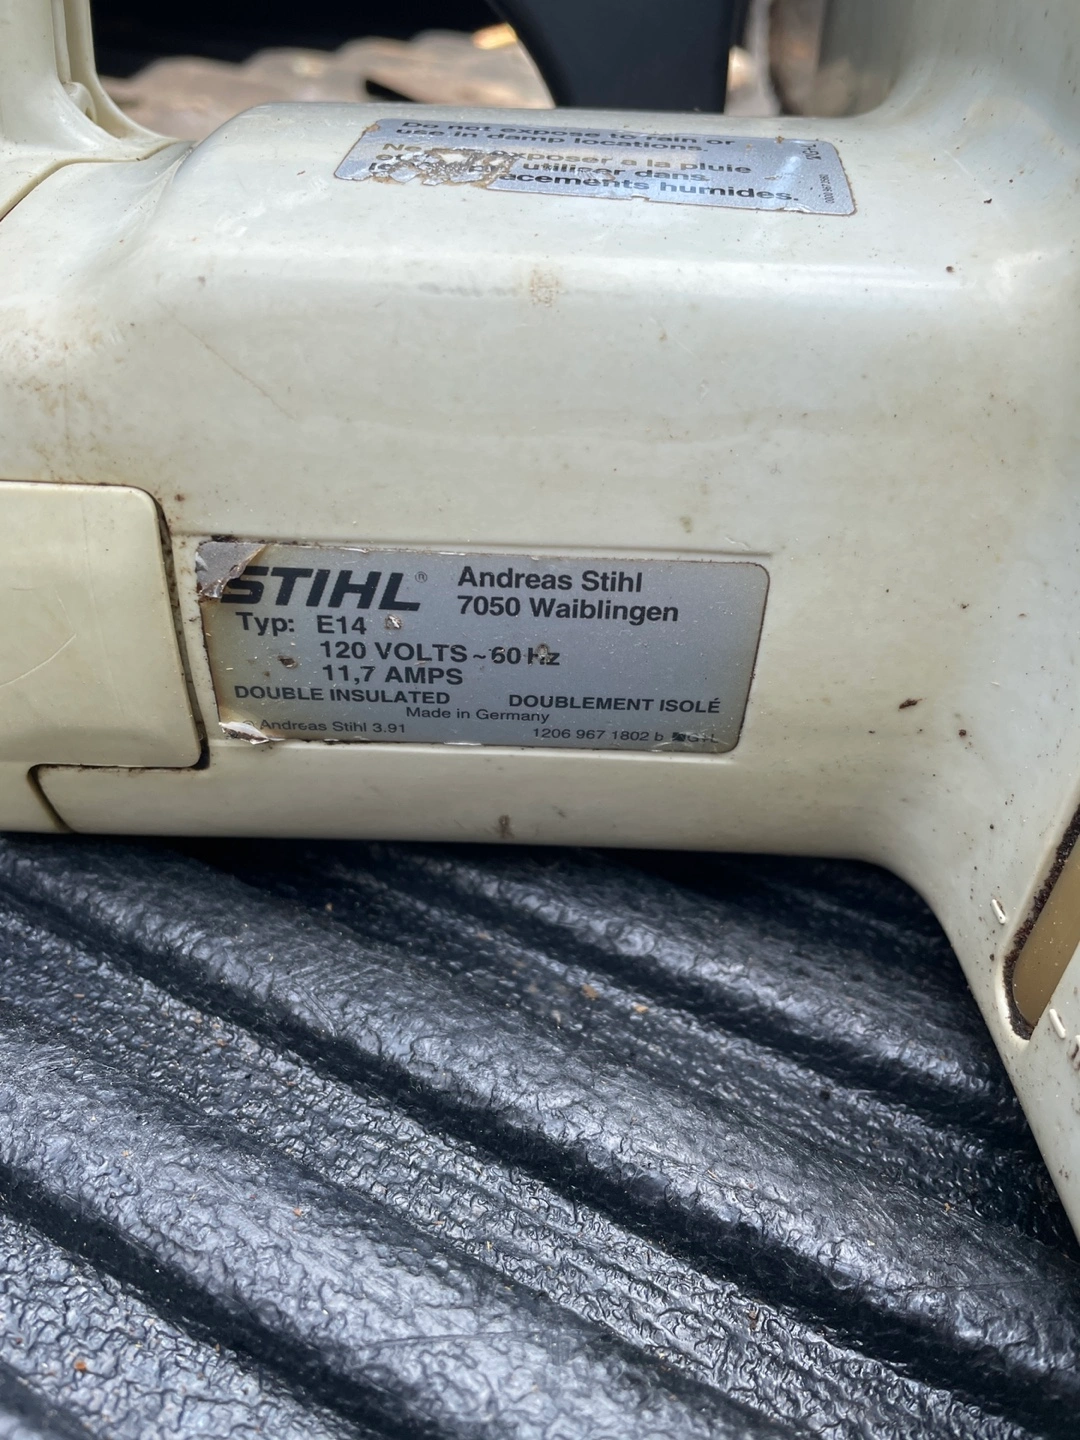 Do not expose to rain or
use in damp locations.
Ne exposer a la pluie
et utiliser dans
humides.
STIHL®
Andreas Stihl
7050 Waiblingen
Typ: E14
120 VOLTS ~ 60 Hz
11,7 AMPS
DOUBLE INSULATED DOUBLEMENT ISOLÉ
Made in Germany
Andreas Stihl 3.91 1206 967 1802 b